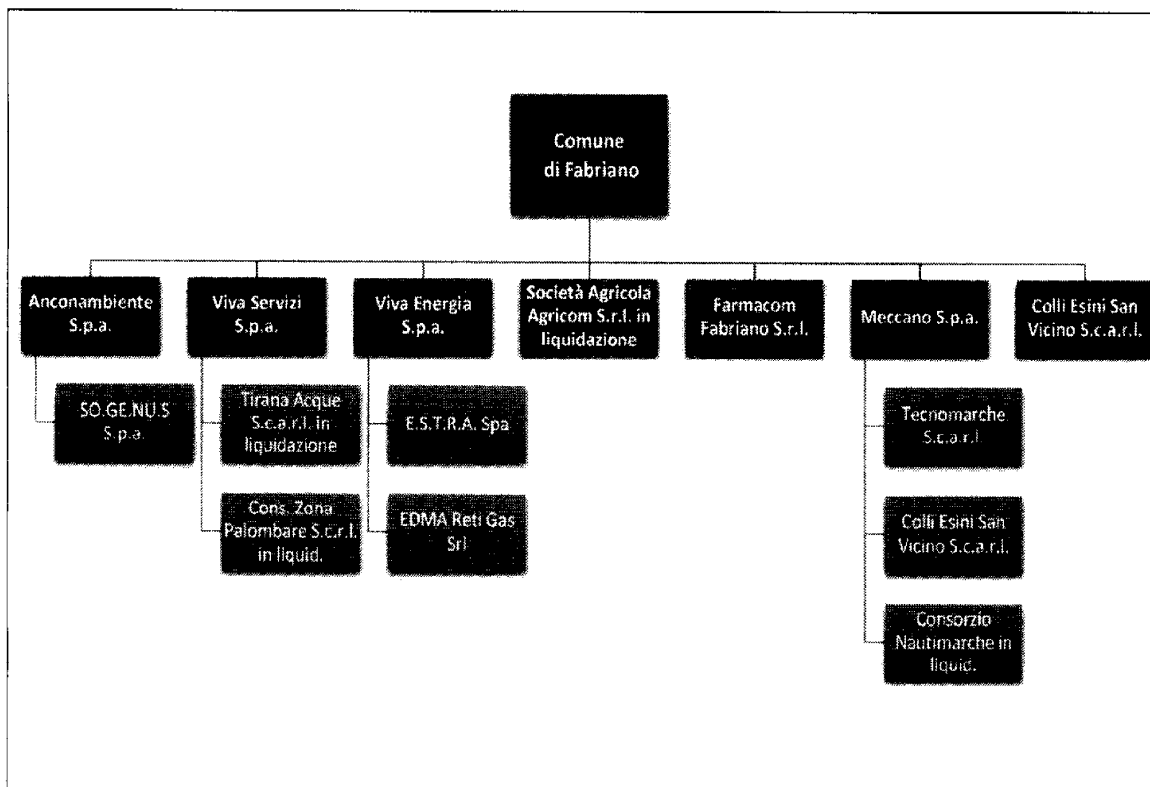 Comune
di Fabriano
Anconambiente
S.p.a.
Viva Servizi
S.p.a.
Viva Energia
S.p.a.
Società Agricola
Agricom S.r.l. in
liquidazione
Farmacom
Fabriano S.r.l.
Meccano S.p.a.
Colli Esini San
Vicino S.c.a.r.l.
SO.GE.NU.S
S.p.a.
Tirana Acque
S.c.a.r.l. in
liquidazione
E.S.T.R.A. Spa
Tecnomarche
S.c.a.r.l.
Cons. Zona
Palombare S.c.r.l.
in liquid.
EDMA Reti Gas
Srl
Colli Esini San
Vicino S.c.a.r.l.
Consorzio
Nautimarche in
liquid.